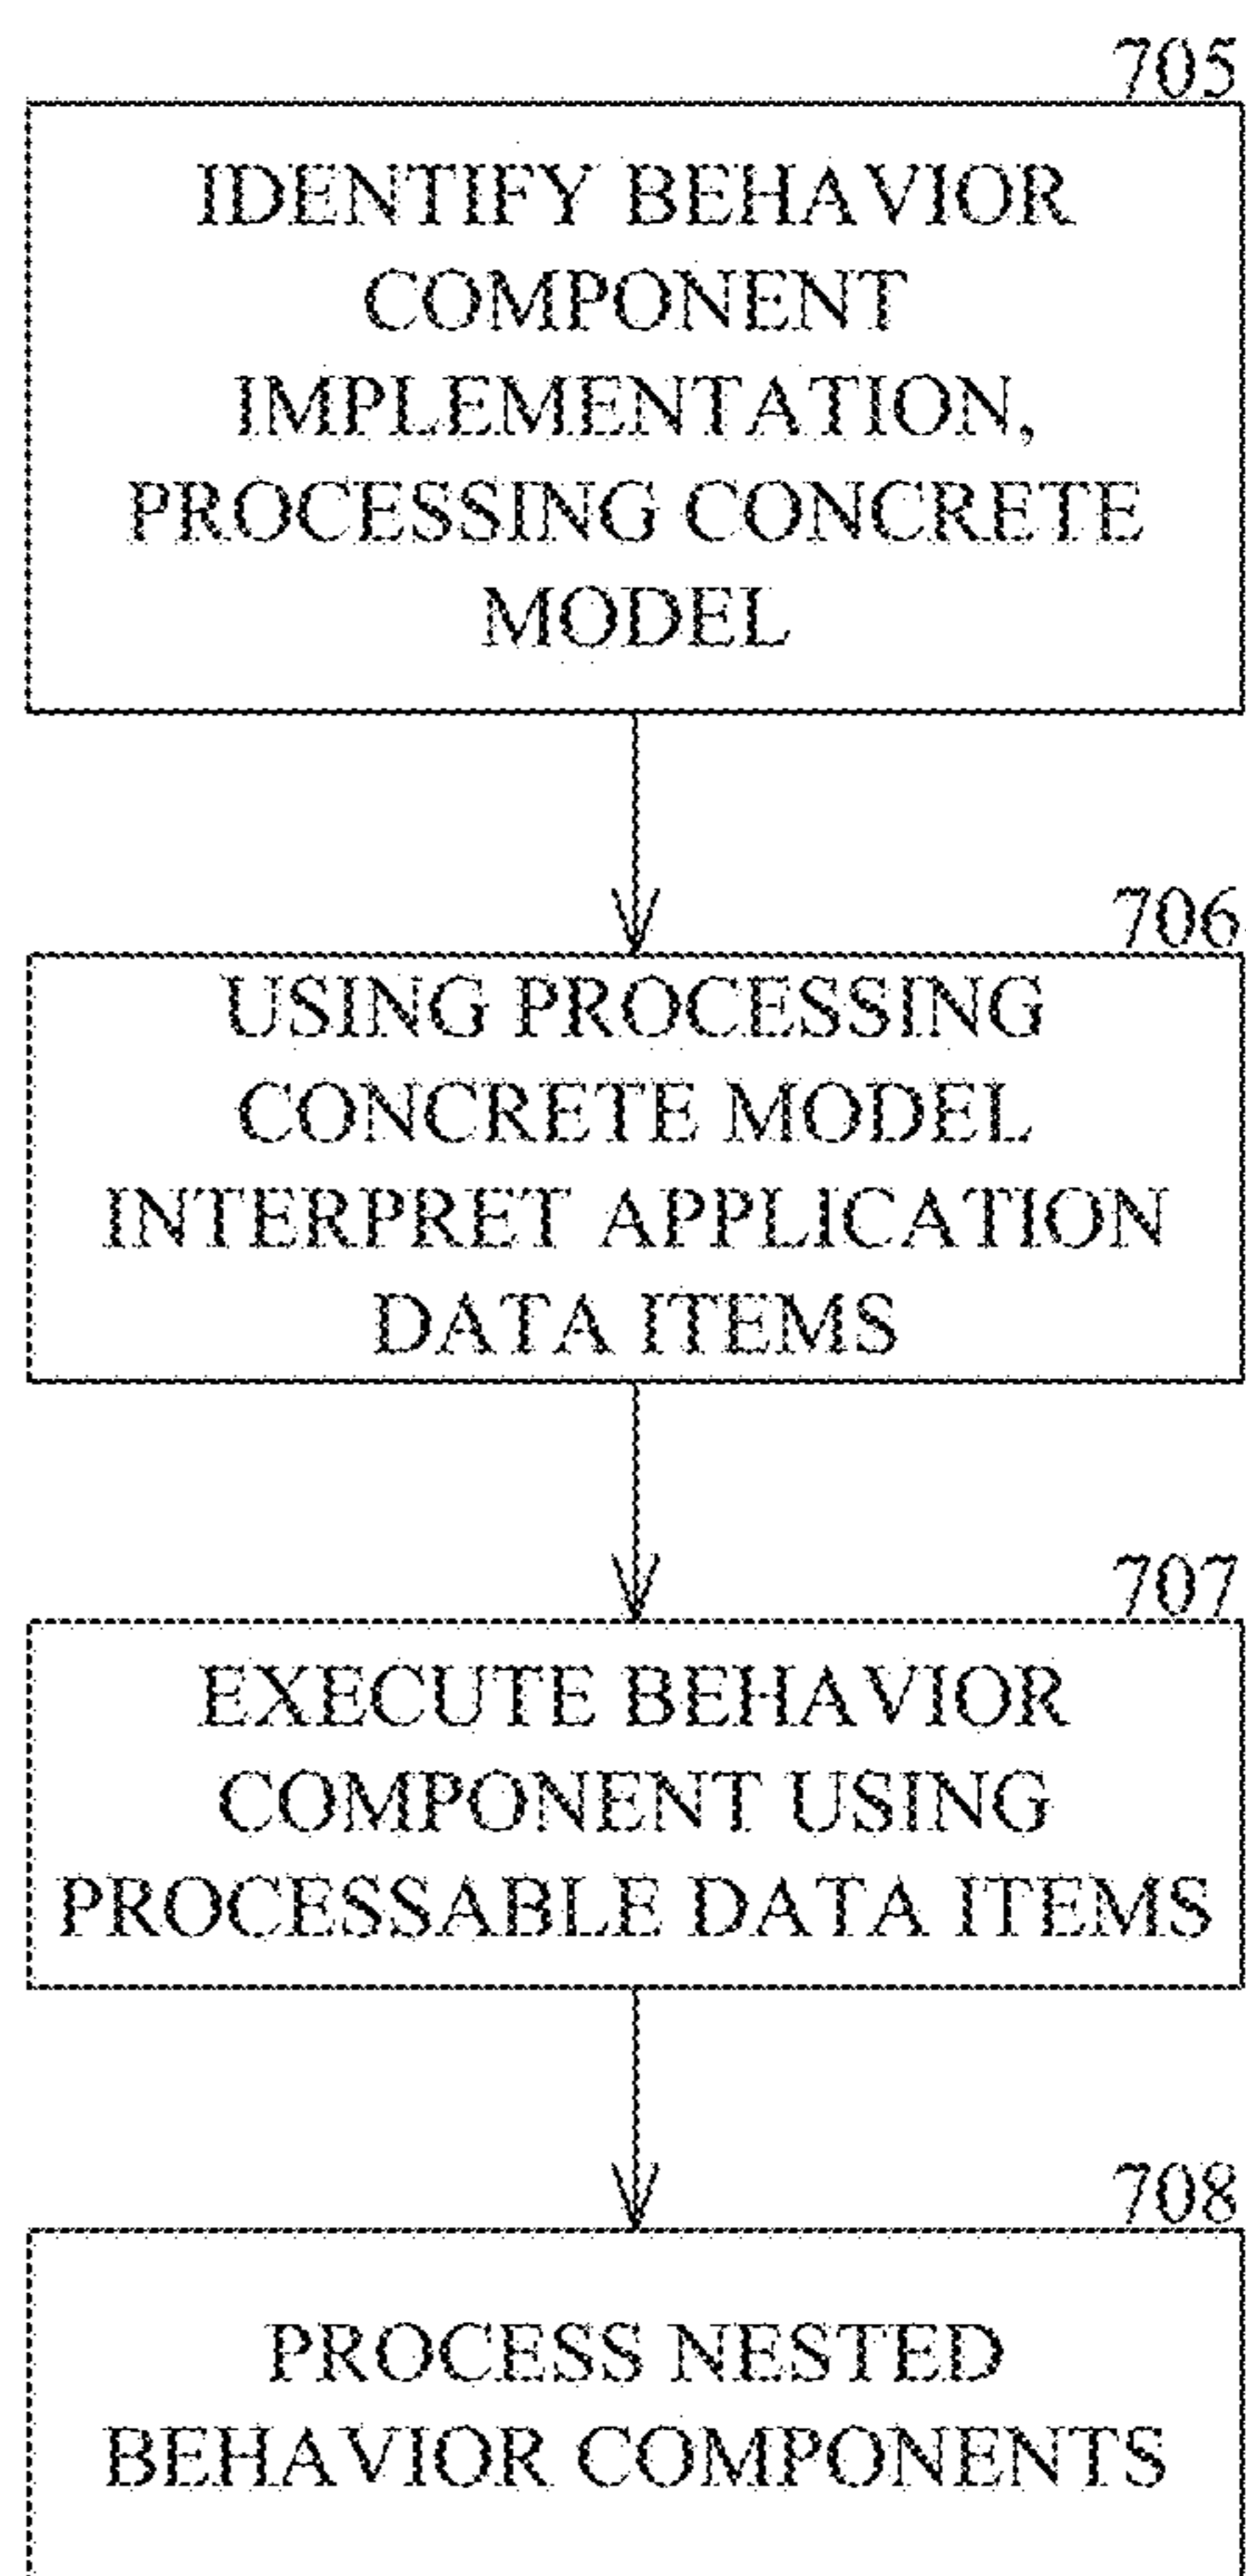 705
IDENTIFY BEHAVIOR
COMPONENT
IMPLEMENTATION,
PROCESSING CONCRETE
MODEL
706
USING PROCESSING
CONCRETE MODEL
INTERPRET APPLICATION
DATA ITEMS
707
EXECUTE BEHAVIOR
COMPONENT USING
PROCESSABLE DATA ITEMS
708
PROCESS NESTED
BEHAVIOR COMPONENTS